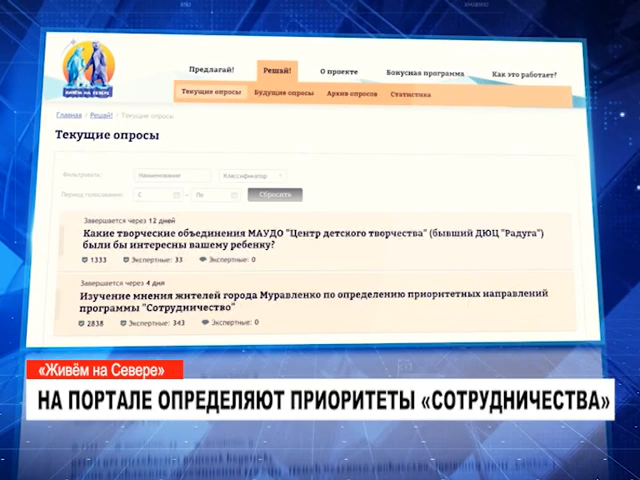 ЖИВЁМ НА СЕВЕРЕ
Предлагай! Решай! О проекте Бонусная программа Как это работает?
Текущие опросы Будущие опросы Архив опросов Статистика
Главная / Решай! / Текущие опросы
Текущие опросы
Фильтровать: Наименование Классификатор
Период голосования: С – По Сбросить
Завершается через 12 дней
Какие творческие объединения МАУДО "Центр детского творчества" (бывший ДЮЦ "Радуга")
были бы интересны вашему ребенку?
1333 Экспертные: 33 Экспертные: 0
Завершается через 4 дня
Изучение мнения жителей города Муравленко по определению приоритетных направлений
программы "Сотрудничество"
2838 Экспертные: 343 Экспертные: 0
«Живём на Севере»
НА ПОРТАЛЕ ОПРЕДЕЛЯЮТ ПРИОРИТЕТЫ «СОТРУДНИЧЕСТВА»